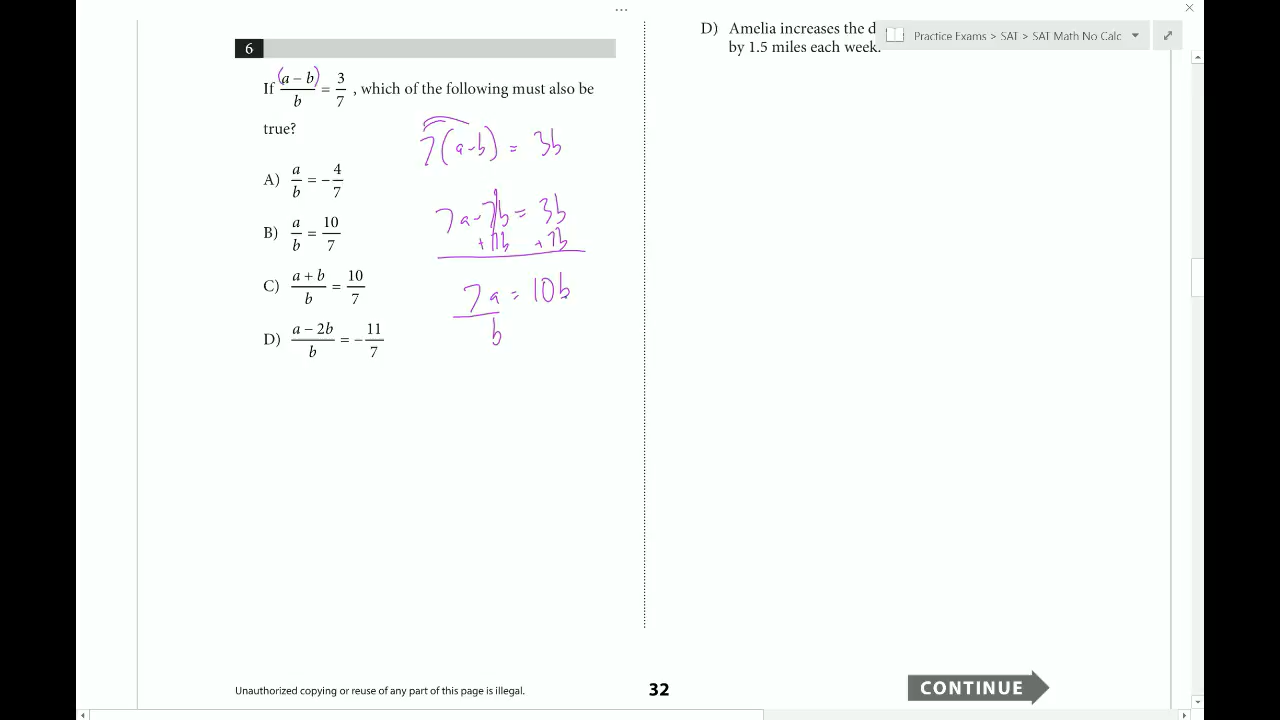 ...
6
If (a − b)/b = 3/7 , which of the following must also be
true?
A) a/b = − 4/7
B) a/b = 10/7
C) (a + b)/b = 10/7
D) (a − 2b)/b = − 11/7
7(a-b) = 3b
7a-7b = 3b
+7b +7b
7a = 10b
b
D) Amelia increases the d
by 1.5 miles each week.
Practice Exams > SAT > SAT Math No Calc
Unauthorized copying or reuse of any part of this page is illegal.
32
CONTINUE